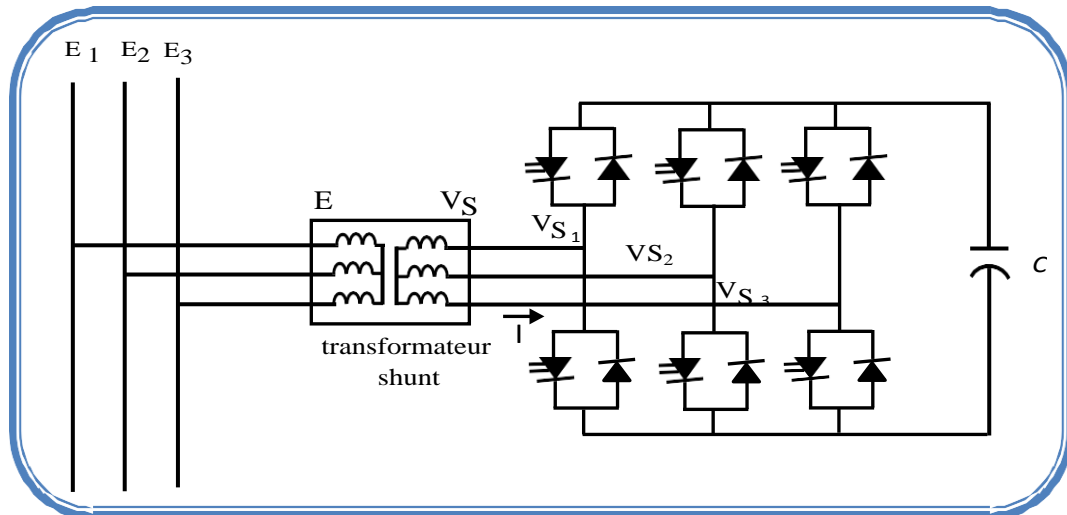 E 1 E2 E3
E VS
VS 1
VS2
VS 3
I
transformateur
shunt
C